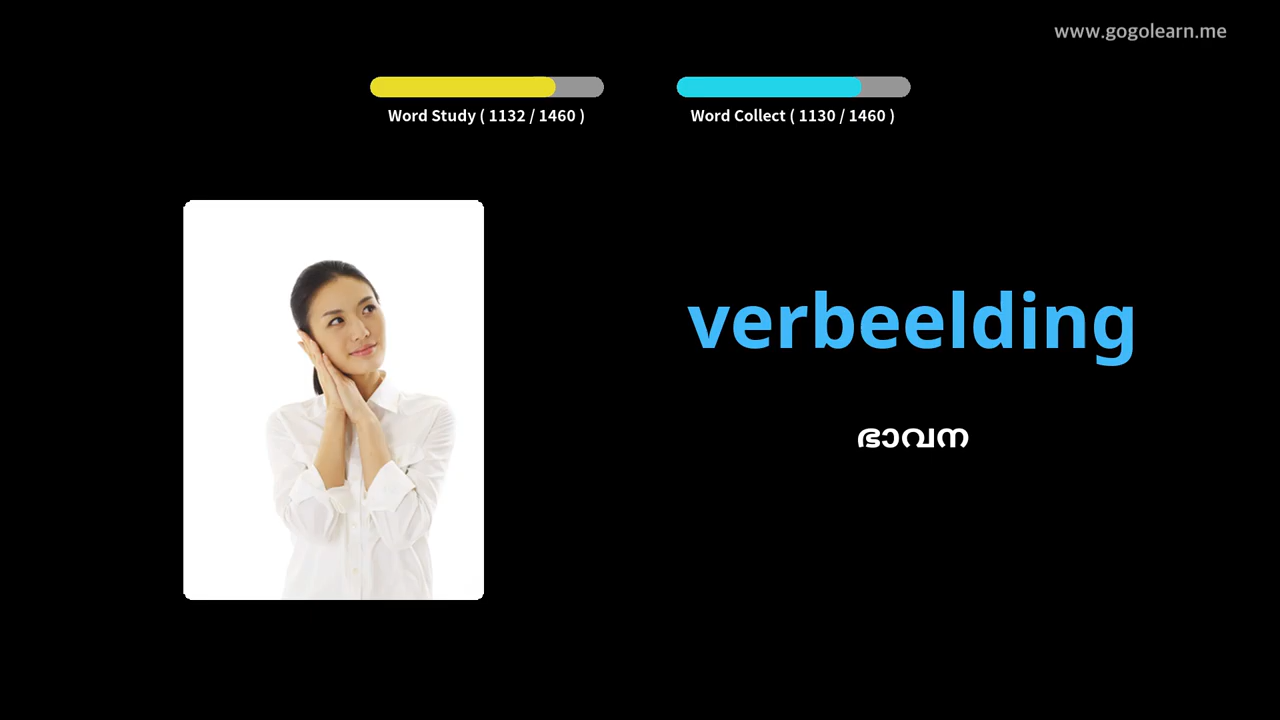 www.gogolearn.me
Word Study ( 1132 / 1460 )
Word Collect ( 1130 / 1460 )
verbeelding
ഭാവന